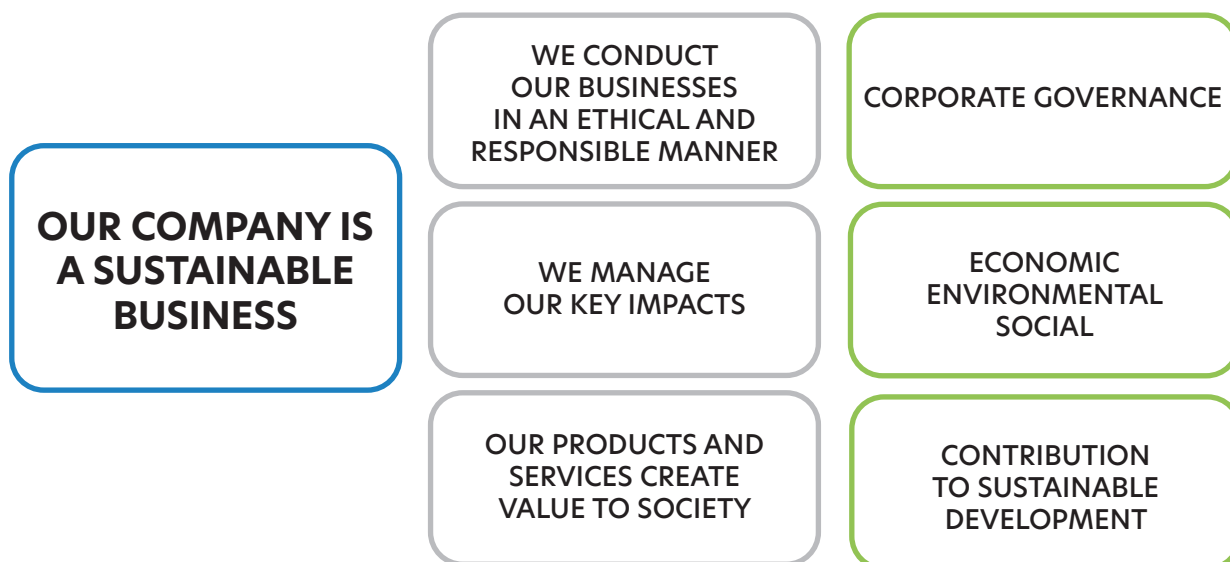 OUR COMPANY IS
A SUSTAINABLE
BUSINESS
WE CONDUCT
OUR BUSINESSES
IN AN ETHICAL AND
RESPONSIBLE MANNER
CORPORATE GOVERNANCE
WE MANAGE
OUR KEY IMPACTS
ECONOMIC
ENVIRONMENTAL
SOCIAL
OUR PRODUCTS AND
SERVICES CREATE
VALUE TO SOCIETY
CONTRIBUTION
TO SUSTAINABLE
DEVELOPMENT